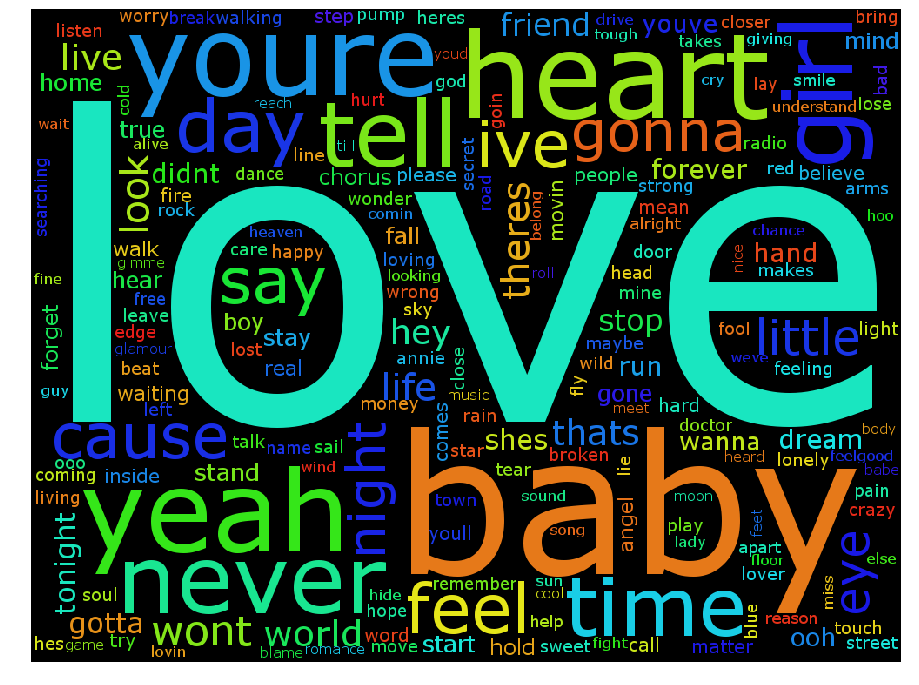 worry breakwalking step pump heres friend drive youve closer bring
listen youre tough takes giving mind
live youd heart girl
home god cry lay smile bad
cold day reach hurt tell goin understand lose
wait true ive gonna radio
alive till secret red
searching look didnt line chorus please road people forever believe
dance theres movin strong arms
fire wonder belong mean
rock love comin alright hoo
walk heaven fall chance
gimme care happy loving door nice hand
hear say looking head makes
fine free wrong mine
leave boy sky stop light
forget edge stay hey fool little
glamour lost annie maybe weve
beat real close wild run feeling
guy waiting life fly gone
left money music meet hard body
cause talk name sail comes rain shes thats doctor wanna dream
ooo star broken heard lonely feelgood
coming inside stand wind night tear lie babe
living yeah town sound baby moon pain
youll song angel play crazy
tonight lady feet
never apart eye else
remember sun floor lover
soul hide feel cool time miss
gotta hope help blue reason touch
wont world word sweet ooh
hes game try move start hold fight call matter street
lovin blame romance